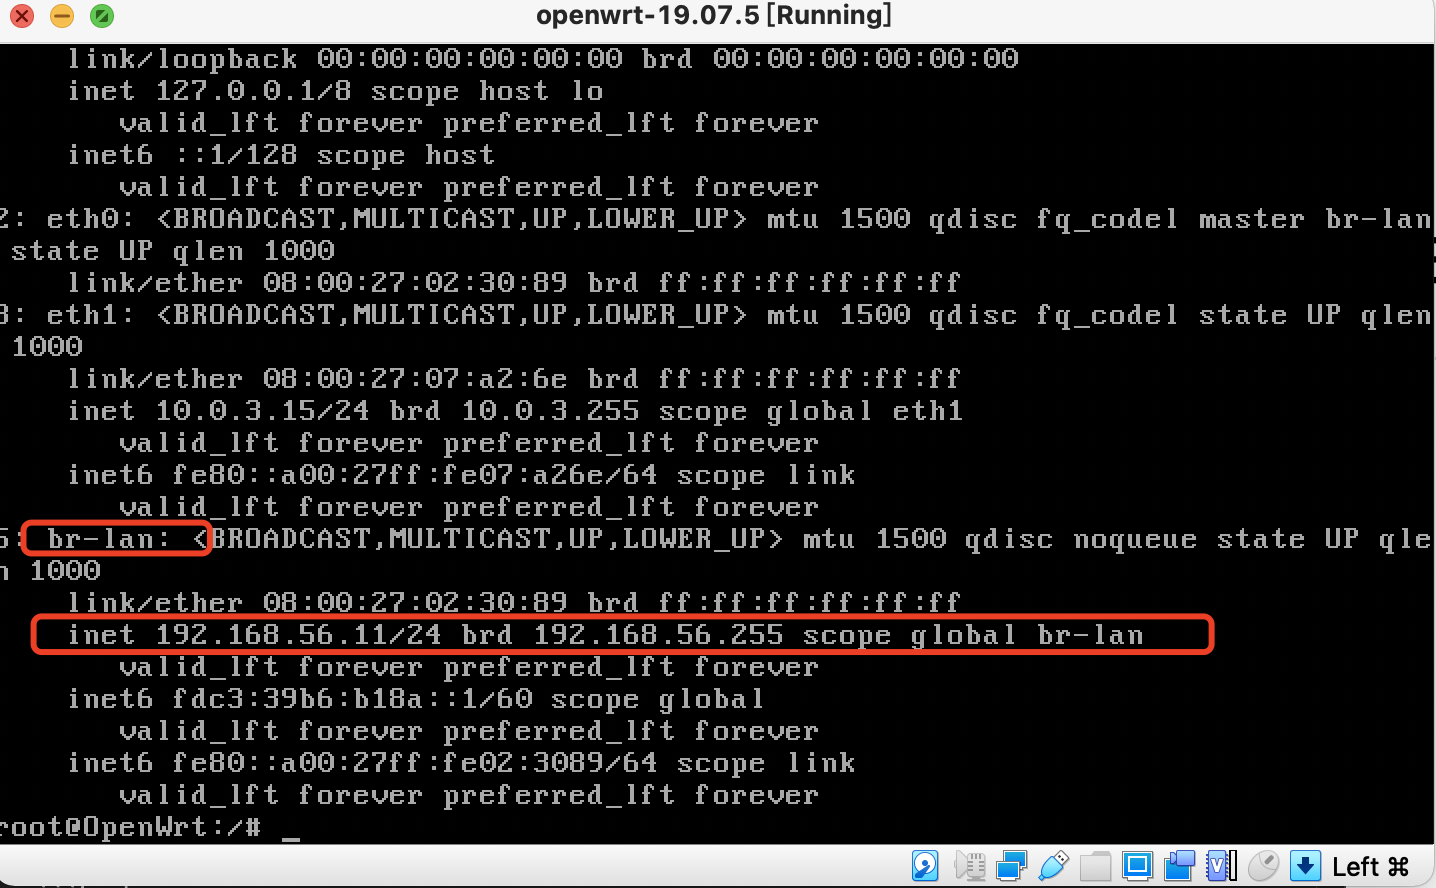 openwrt-19.07.5 [Running]
link/loopback 00:00:00:00:00:00 brd 00:00:00:00:00:00
inet 127.0.0.1/8 scope host lo
valid_lft forever preferred_lft forever
inet6 ::1/128 scope host
valid_lft forever preferred_lft forever
2: eth0: <BROADCAST,MULTICAST,UP,LOWER_UP> mtu 1500 qdisc fq_codel master br-lan
state UP qlen 1000
link/ether 08:00:27:02:30:89 brd ff:ff:ff:ff:ff:ff
3: eth1: <BROADCAST,MULTICAST,UP,LOWER_UP> mtu 1500 qdisc fq_codel state UP qlen
1000
link/ether 08:00:27:07:a2:6e brd ff:ff:ff:ff:ff:ff
inet 10.0.3.15/24 brd 10.0.3.255 scope global eth1
valid_lft forever preferred_lft forever
inet6 fe80::a00:27ff:fe07:a26e/64 scope link
valid_lft forever preferred_lft forever
5: br-lan: <BROADCAST,MULTICAST,UP,LOWER_UP> mtu 1500 qdisc noqueue state UP qle
n 1000
link/ether 08:00:27:02:30:89 brd ff:ff:ff:ff:ff:ff
inet 192.168.56.11/24 brd 192.168.56.255 scope global br-lan
valid_lft forever preferred_lft forever
inet6 fdc3:39b6:b18a::1/60 scope global
valid_lft forever preferred_lft forever
inet6 fe80::a00:27ff:fe02:3089/64 scope link
valid_lft forever preferred_lft forever
root@OpenWrt:/# _
Left ⌘